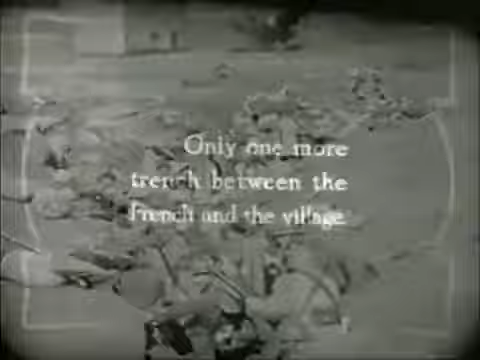 Only one more
trench between the
French and the village